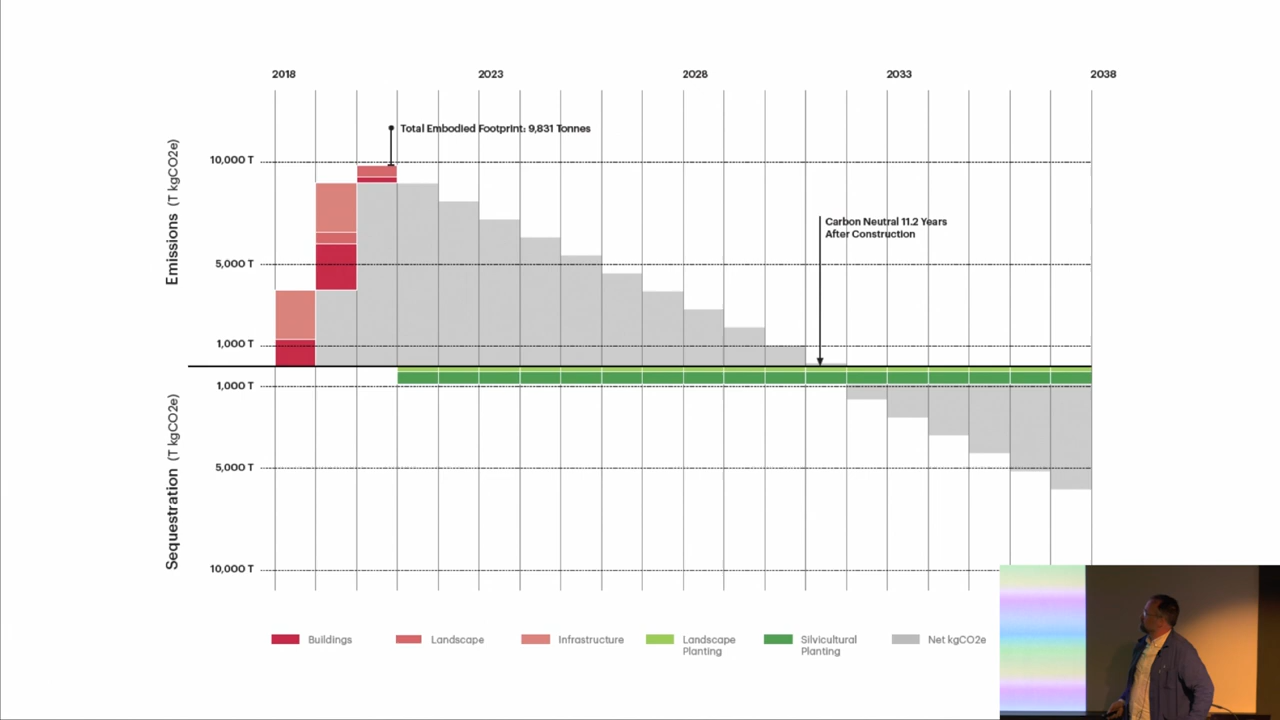 2018 2023 2028 2033 2038
Total Embodied Footprint: 9,831 Tonnes
10,000 T
Emissions (T kgCO2e)
Carbon Neutral 11.2 Years
After Construction
5,000 T
1,000 T
1,000 T
Sequestration (T kgCO2e)
5,000 T
10,000 T
Buildings
Landscape
Infrastructure
Landscape
Planting
Silvicultural
Planting
Net kgCO2e